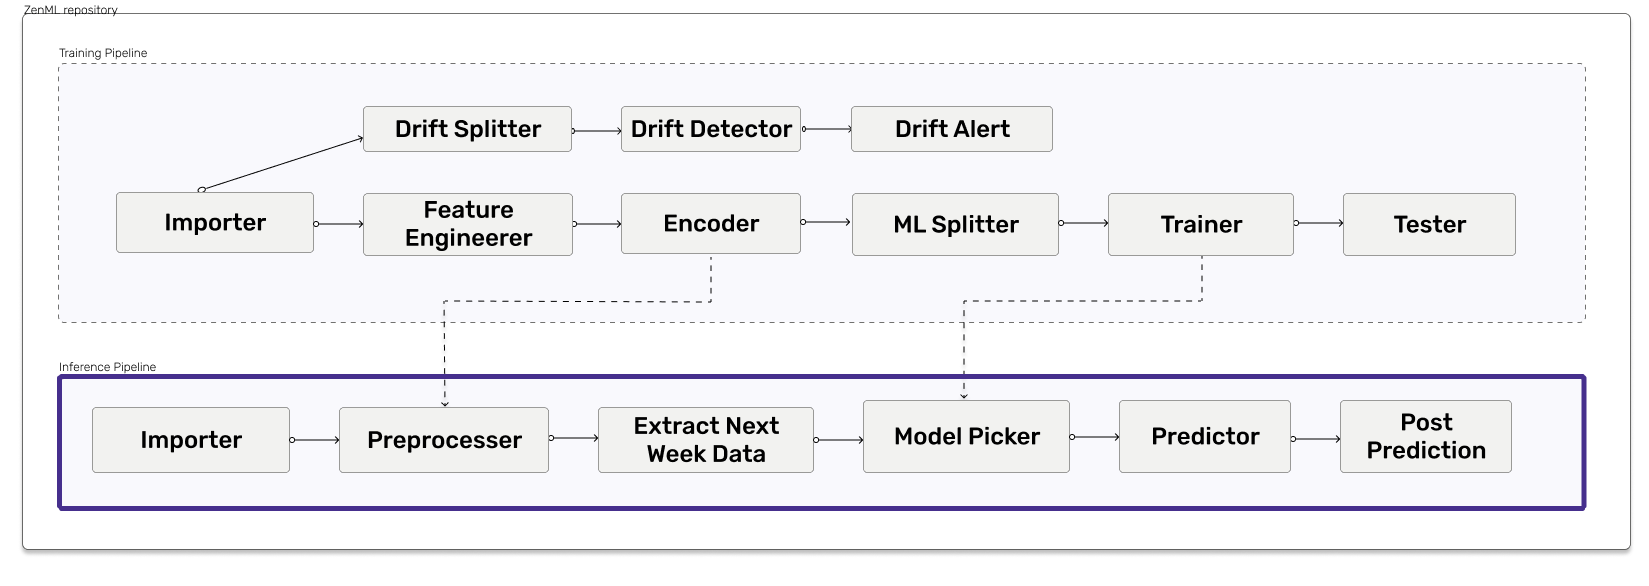 ZenML repository
Training Pipeline
Drift Splitter
Drift Detector
Drift Alert
Importer
Feature
Engineerer
Encoder
ML Splitter
Trainer
Tester
Inference Pipeline
Importer
Preprocesser
Extract Next
Week Data
Model Picker
Predictor
Post
Prediction